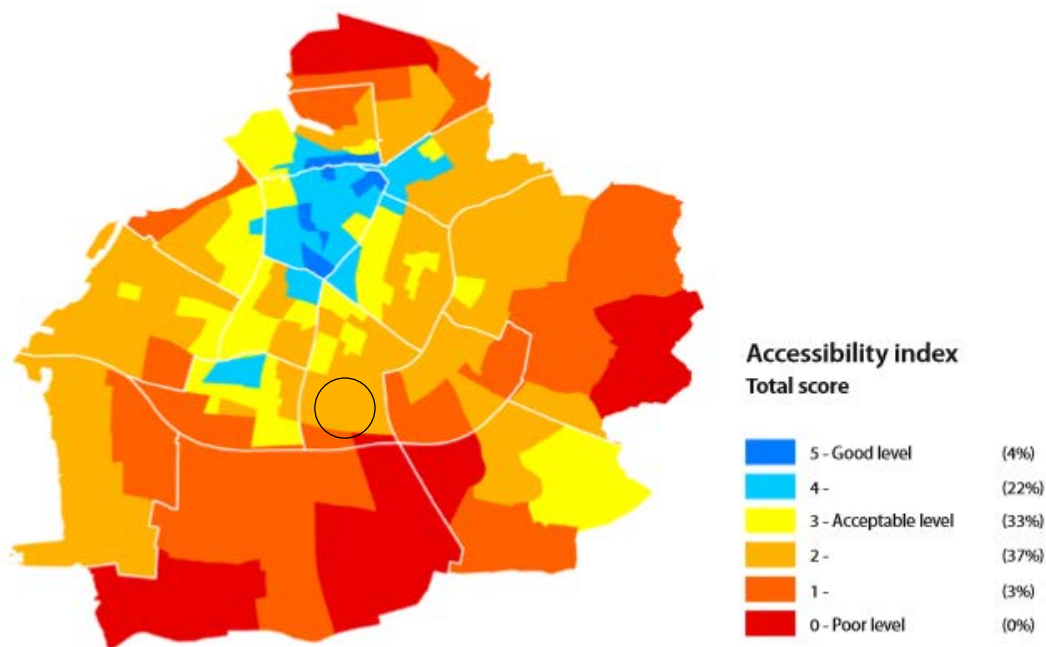 Accessibility index
Total score
5 - Good level (4%)
4 - (22%)
3 - Acceptable level (33%)
2 - (37%)
1 - (3%)
0 - Poor level (0%)